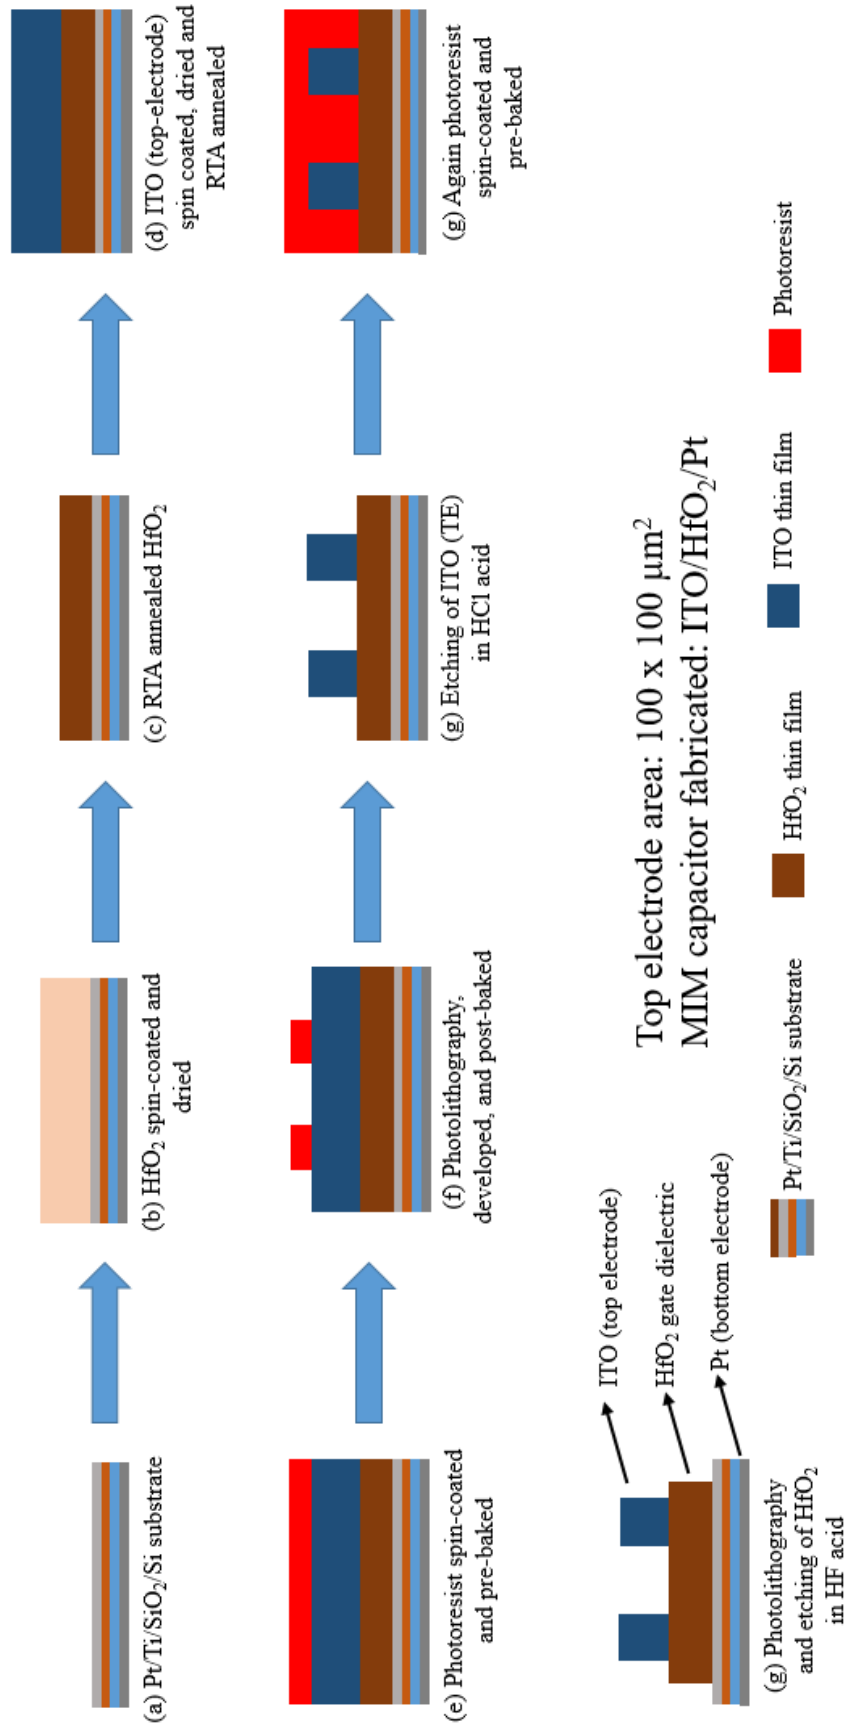 (a) Pt/Ti/SiO2/Si substrate
(b) HfO2 spin-coated and
dried
(c) RTA annealed HfO2
(d) ITO (top-electrode)
spin coated, dried and
RTA annealed
(e) Photoresist spin-coated
and pre-baked
(f) Photolithography,
developed, and post-baked
(g) Etching of ITO (TE)
in HCl acid
(g) Again photoresist
spin-coated and
pre-baked
ITO (top electrode)
HfO2 gate dielectric
Pt (bottom electrode)
(g) Photolithography
and etching of HfO2
in HF acid
Top electrode area: 100 x 100 μm²
MIM capacitor fabricated: ITO/HfO2/Pt
Pt/Ti/SiO2/Si substrate
HfO2 thin film
ITO thin film
Photoresist